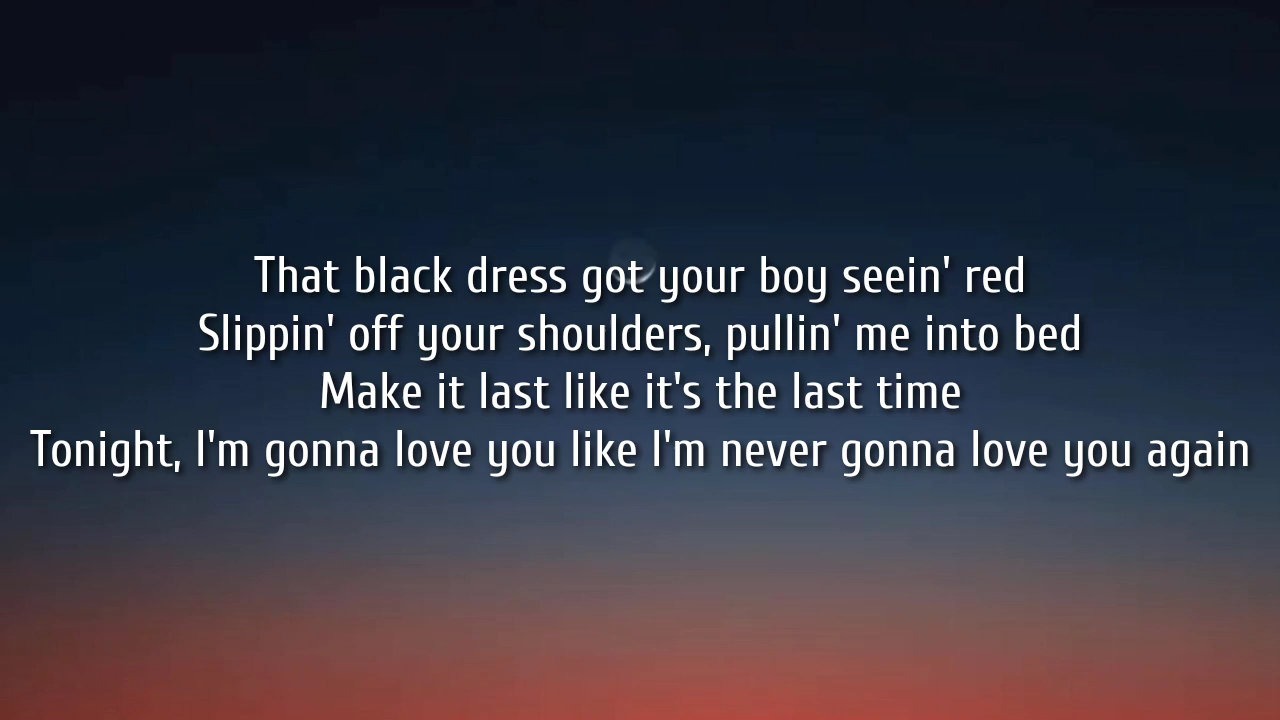 That black dress got your boy seein' red
Slippin' off your shoulders, pullin' me into bed
Make it last like it's the last time
Tonight, I'm gonna love you like I'm never gonna love you again